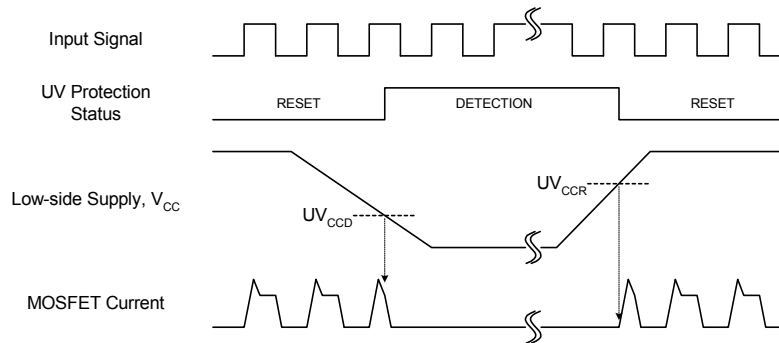 Input Signal
UV Protection
Status
RESET
DETECTION
RESET
Low-side Supply, VCC
UVCCD
UVCCR
MOSFET Current